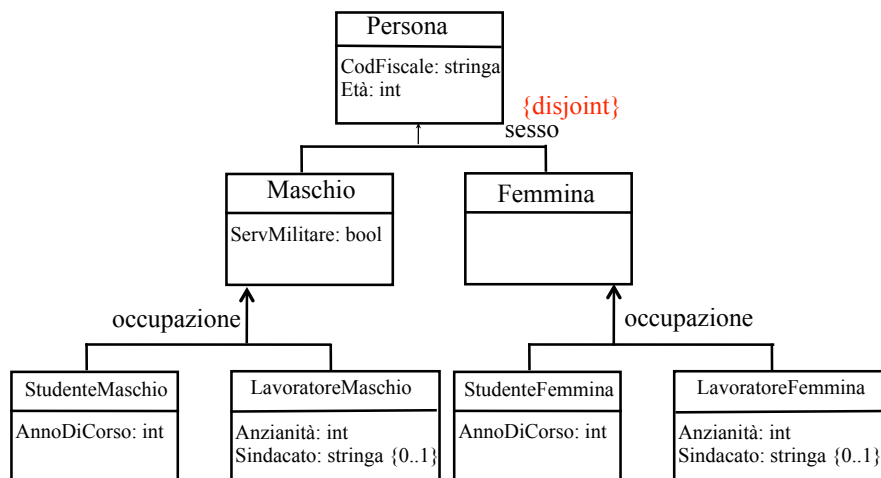 Persona
CodFiscale: stringa
Età: int
{disjoint}
sesso
Maschio
ServMilitare: bool
Femmina
occupazione
occupazione
StudenteMaschio
AnnoDiCorso: int
LavoratoreMaschio
Anzianità: int
Sindacato: stringa {0..1}
StudenteFemmina
AnnoDiCorso: int
LavoratoreFemmina
Anzianità: int
Sindacato: stringa {0..1}